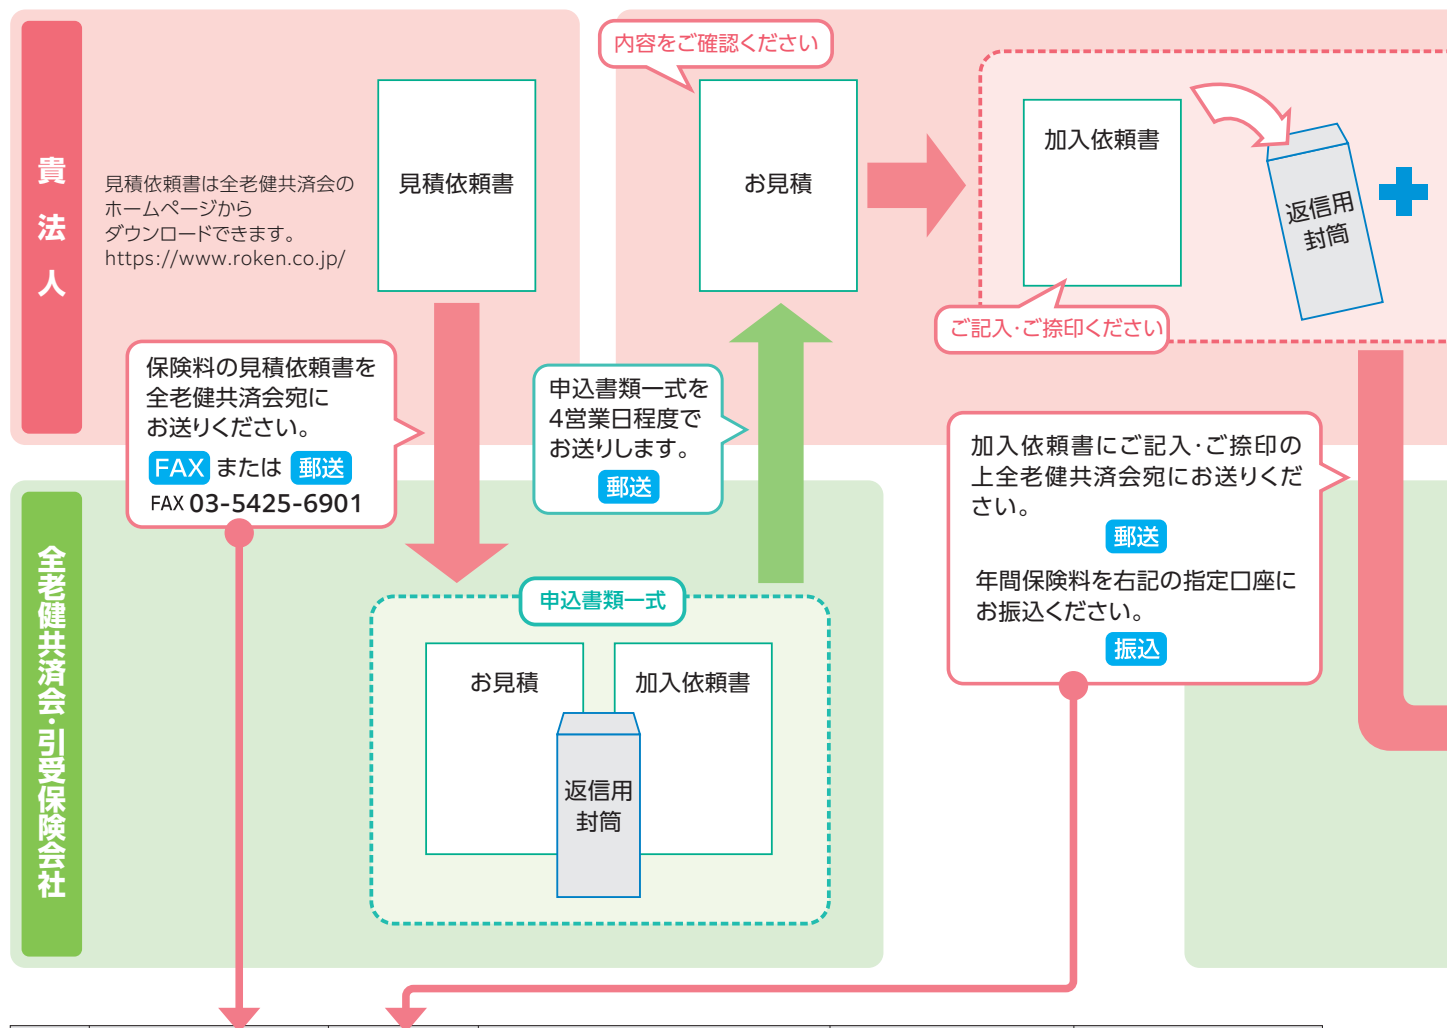 貴法人
見積依頼書は全老健共済会の
ホームページから
ダウンロードできます。
https://www.roken.co.jp/
見積依頼書
保険料の見積依頼書を
全老健共済会宛に
お送りください。
FAX または 郵送
FAX 03-5425-6901
内容をご確認ください
お見積
申込書類一式を
4営業日程度で
お送りします。
郵送
加入依頼書
ご記入・ご捺印ください
返信用
封筒
加入依頼書にご記入・ご捺印の
上全老健共済会宛にお送りくだ
さい。
郵送
年間保険料を右記の指定口座に
お振込ください。
振込
全老健共済会・引受保険会社
申込書類一式
お見積
加入依頼書
返信用
封筒